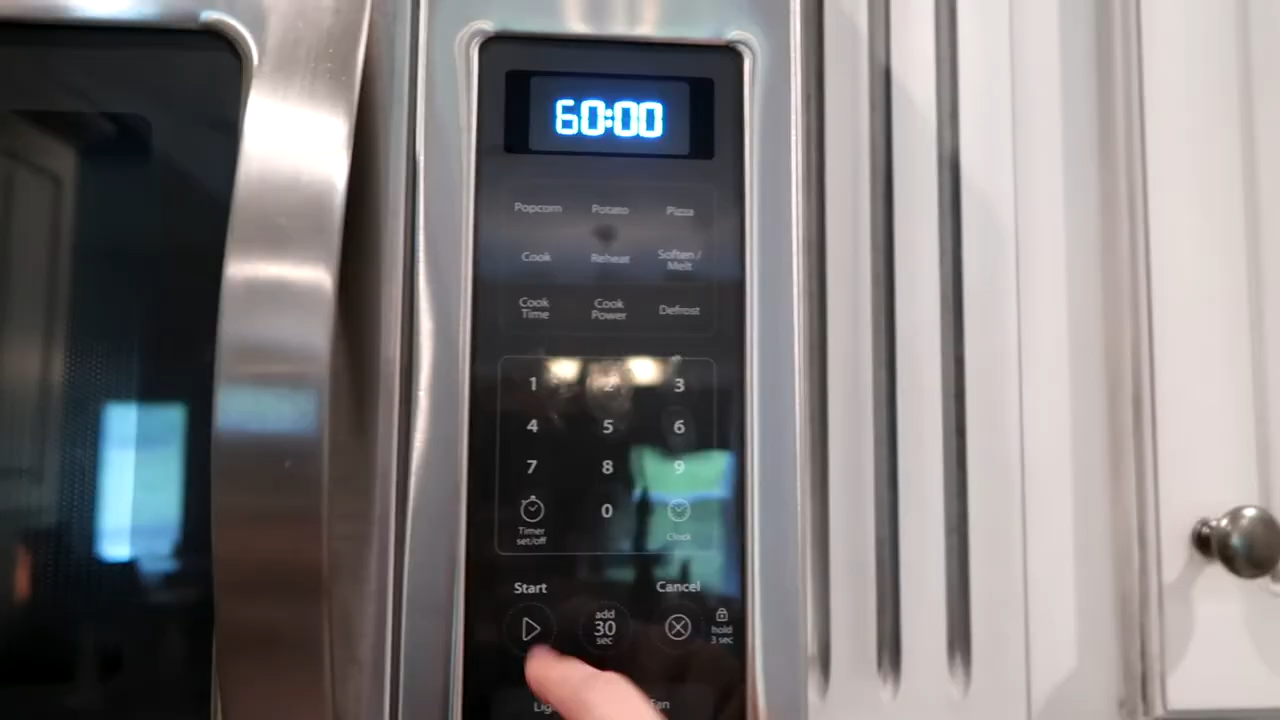 60:00
Popcorn Potato Pizza
Cook Reheat Soften /
Melt
Cook Cook Defrost
Time Power
1 2 3
4 5 6
7 8 9
0
Timer
set/off Clock
Start Cancel
add
30
sec
hold
3 sec
Fan